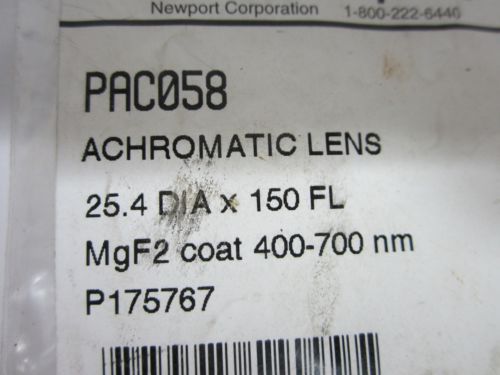 Newport Corporation 1-800-222-6440
PAC058
ACHROMATIC LENS
25.4 DIA x 150 FL
MgF2 coat 400-700 nm
P175767